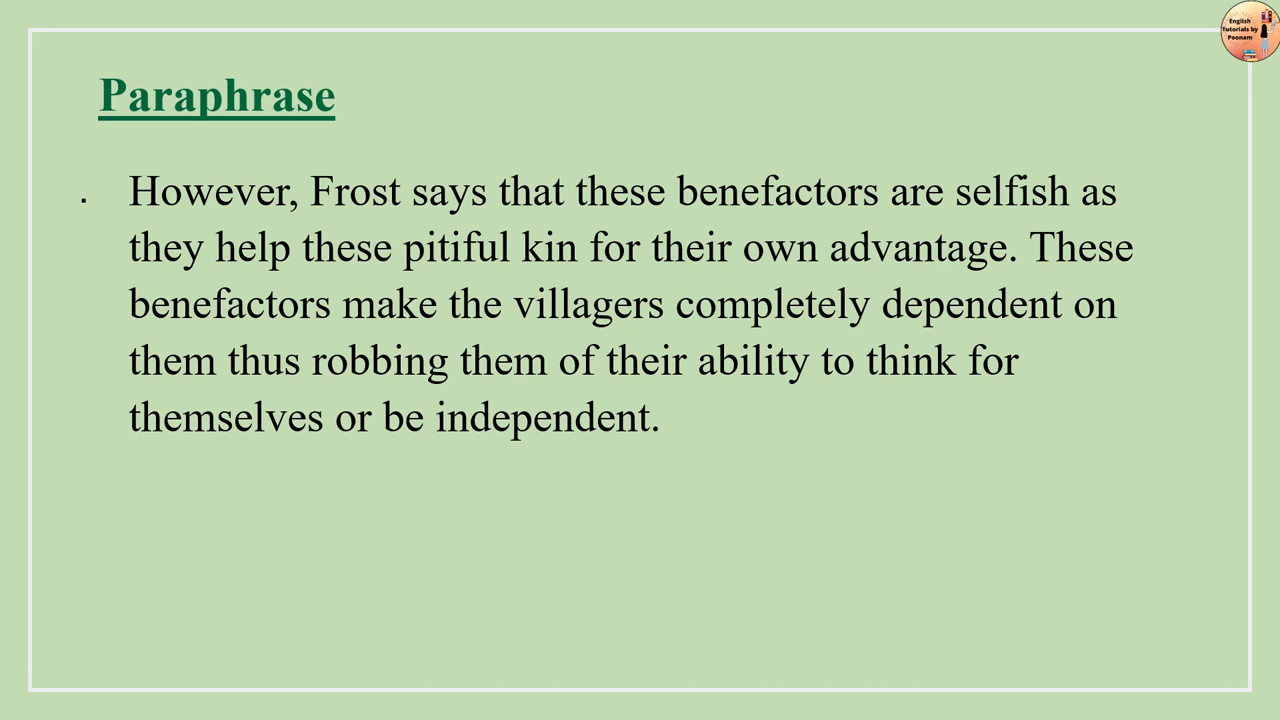 English
Tutorials by
Poonam
Paraphrase
. However, Frost says that these benefactors are selfish as
they help these pitiful kin for their own advantage. These
benefactors make the villagers completely dependent on
them thus robbing them of their ability to think for
themselves or be independent.